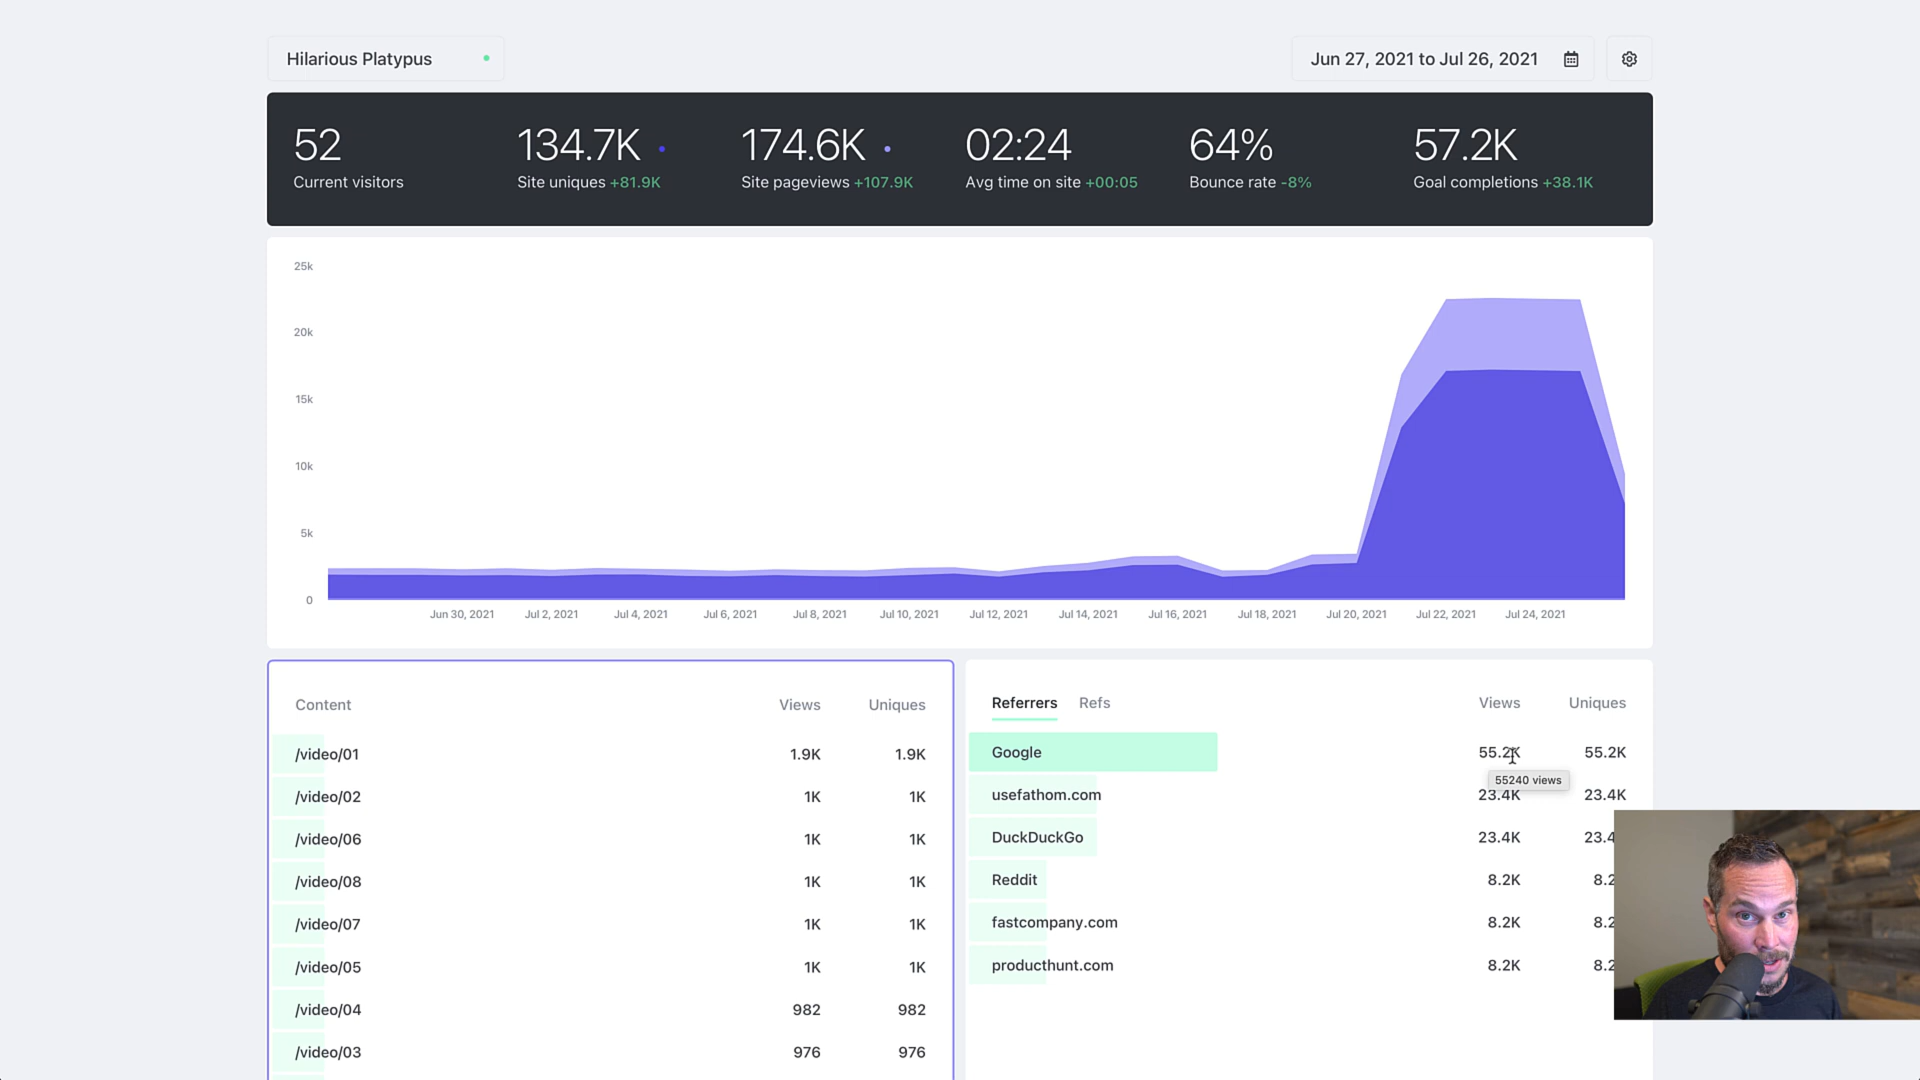 Hilarious Platypus
Jun 27, 2021 to Jul 26, 2021
52
Current visitors
134.7K
Site uniques +81.9K
174.6K
Site pageviews +107.9K
02:24
Avg time on site +00:05
64%
Bounce rate -8%
57.2K
Goal completions +38.1K
25k
20k
15k
10k
5k
0
Jun 30, 2021 Jul 2, 2021 Jul 4, 2021 Jul 6, 2021 Jul 8, 2021 Jul 10, 2021 Jul 12, 2021 Jul 14, 2021 Jul 16, 2021 Jul 18, 2021 Jul 20, 2021 Jul 22, 2021 Jul 24, 2021
Content Views Uniques
/video/01 1.9K 1.9K
/video/02 1K 1K
/video/06 1K 1K
/video/08 1K 1K
/video/07 1K 1K
/video/05 1K 1K
/video/04 982 982
/video/03 976 976
Referrers Refs Views Uniques
Google 55.2K 55.2K
55240 views
usefathom.com 23.4K 23.4K
DuckDuckGo 23.4K 23.4
Reddit 8.2K 8.2
fastcompany.com 8.2K 8.2
producthunt.com 8.2K 8.2